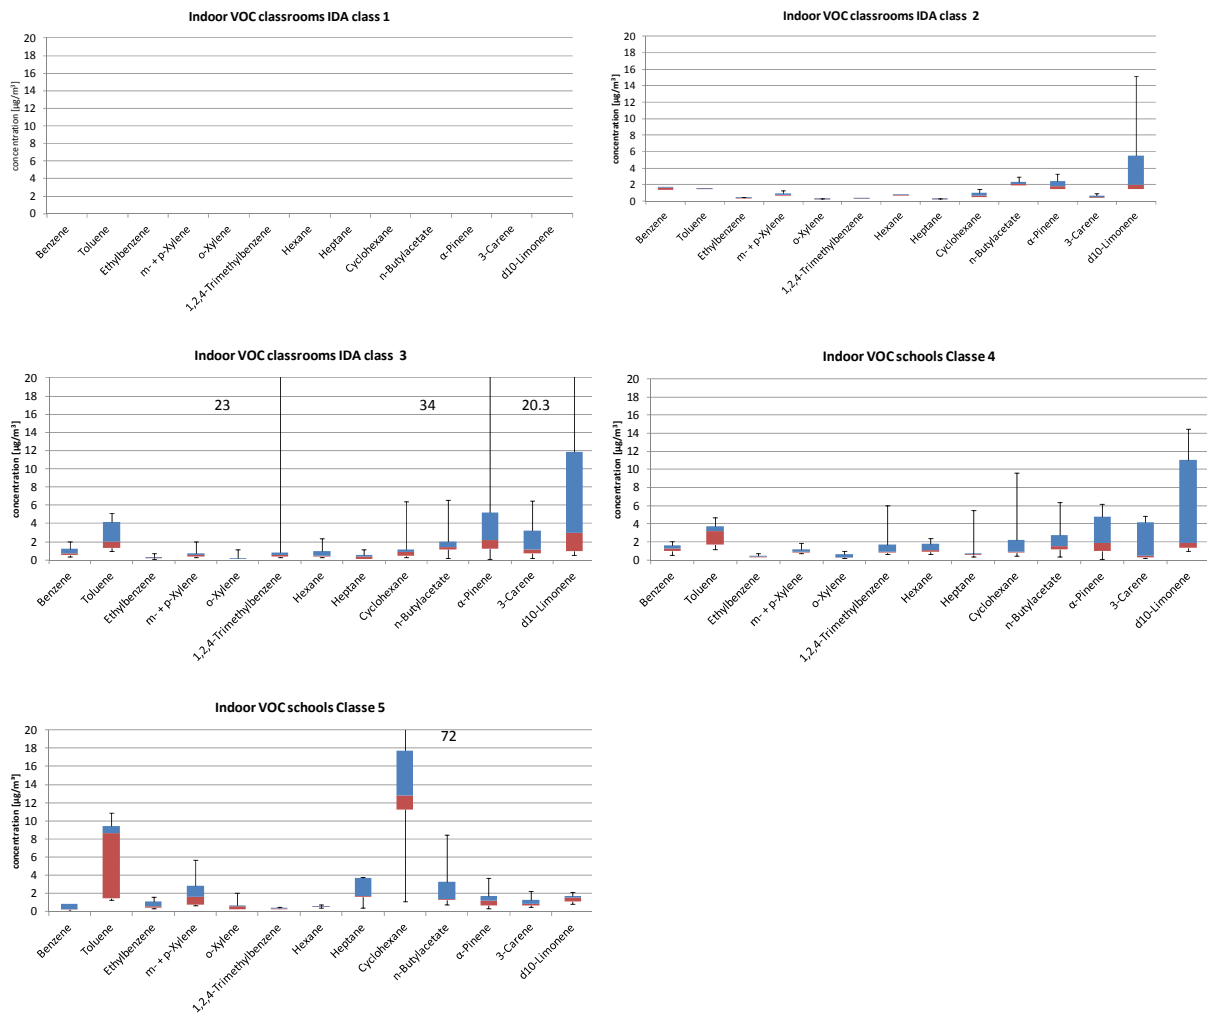 Indoor VOC classrooms IDA class 1
concentration [µg/m³]
20
18
16
14
12
10
8
6
4
2
0
Benzene
Toluene
Ethylbenzene
m- + p-Xylene
o-Xylene
1,2,4-Trimethylbenzene
Hexane
Heptane
Cyclohexane
n-Butylacetate
α-Pinene
3-Carene
d10-Limonene
Indoor VOC classrooms IDA class 2
concentration [µg/m³]
20
18
16
14
12
10
8
6
4
2
0
Benzene
Toluene
Ethylbenzene
m- + p-Xylene
o-Xylene
1,2,4-Trimethylbenzene
Hexane
Heptane
Cyclohexane
n-Butylacetate
α-Pinene
3-Carene
d10-Limonene
Indoor VOC classrooms IDA class 3
concentration [µg/m³]
20
18
16
14
12
10
8
6
4
2
0
23
34
20.3
Benzene
Toluene
Ethylbenzene
m- + p-Xylene
o-Xylene
1,2,4-Trimethylbenzene
Hexane
Heptane
Cyclohexane
n-Butylacetate
α-Pinene
3-Carene
d10-Limonene
Indoor VOC schools Classe 4
concentration [µg/m³]
20
18
16
14
12
10
8
6
4
2
0
Benzene
Toluene
Ethylbenzene
m- + p-Xylene
o-Xylene
1,2,4-Trimethylbenzene
Hexane
Heptane
Cyclohexane
n-Butylacetate
α-Pinene
3-Carene
d10-Limonene
Indoor VOC schools Classe 5
concentration [µg/m³]
20
18
16
14
12
10
8
6
4
2
0
72
Benzene
Toluene
Ethylbenzene
m- + p-Xylene
o-Xylene
1,2,4-Trimethylbenzene
Hexane
Heptane
Cyclohexane
n-Butylacetate
α-Pinene
3-Carene
d10-Limonene